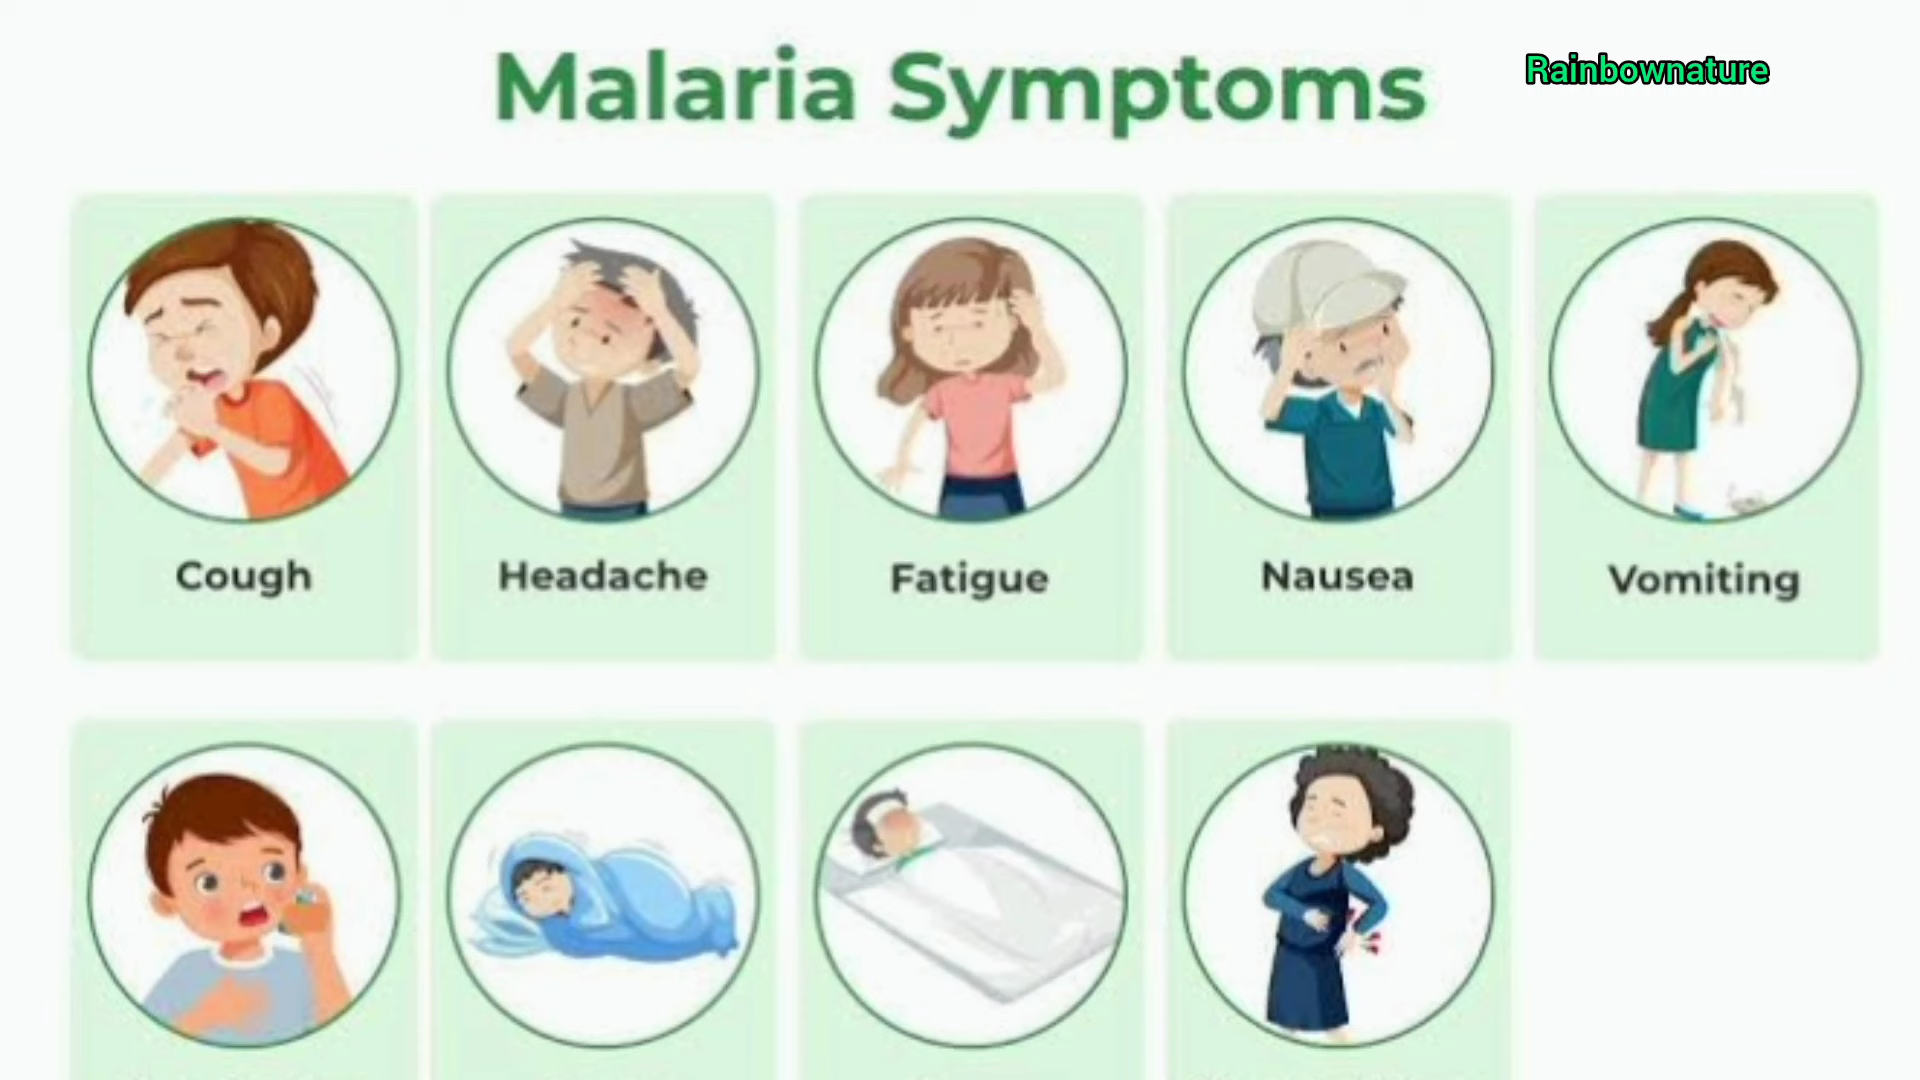 Malaria Symptoms
Rainbownature
Cough
Headache
Fatigue
Nausea
Vomiting